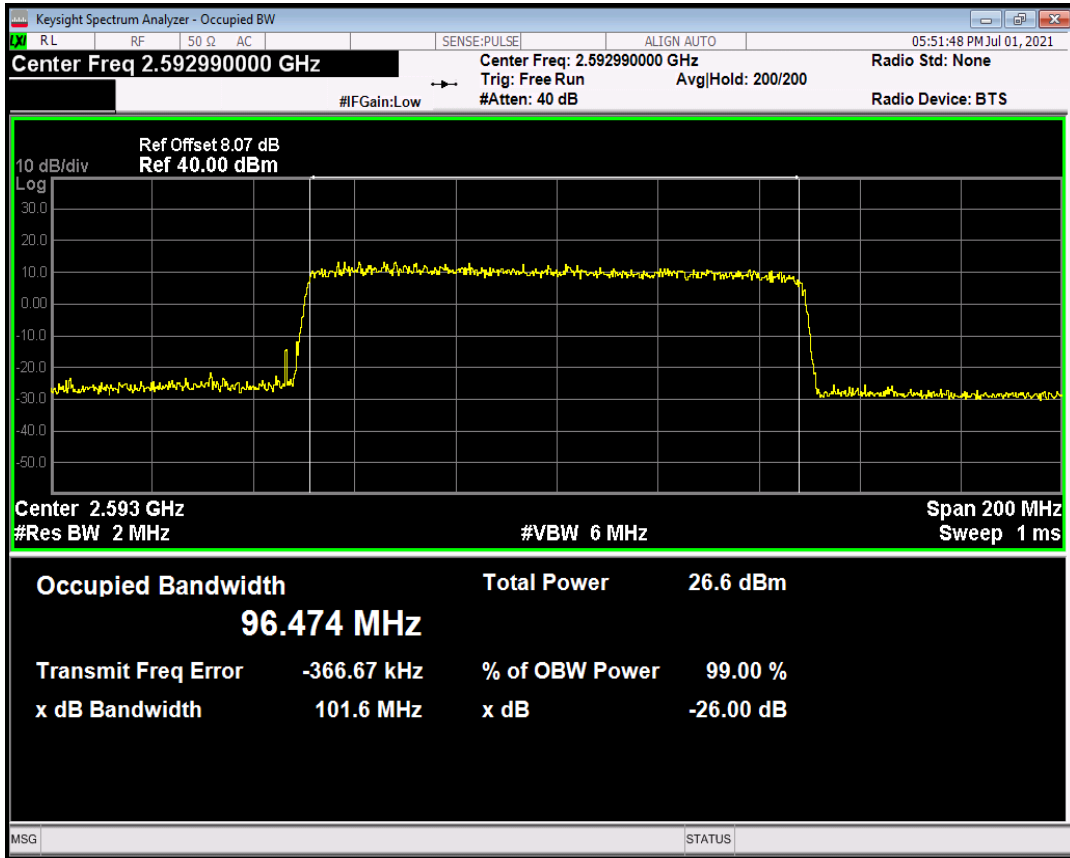 Keysight Spectrum Analyzer - Occupied BW
LXI RL RF 50 Ω AC SENSE:PULSE ALIGN AUTO 05:51:48 PM Jul 01, 2021
Center Freq 2.592990000 GHz Center Freq: 2.592990000 GHz Radio Std: None
Trig: Free Run Avg|Hold: 200/200
#IFGain:Low #Atten: 40 dB Radio Device: BTS
Ref Offset 8.07 dB
10 dB/div Ref 40.00 dBm
Log
30.0
20.0
10.0
0.00
-10.0
-20.0
-30.0
-40.0
-50.0
Center 2.593 GHz Span 200 MHz
#Res BW 2 MHz #VBW 6 MHz Sweep 1 ms
Occupied Bandwidth Total Power 26.6 dBm
96.474 MHz
Transmit Freq Error -366.67 kHz % of OBW Power 99.00 %
x dB Bandwidth 101.6 MHz x dB -26.00 dB
MSG STATUS